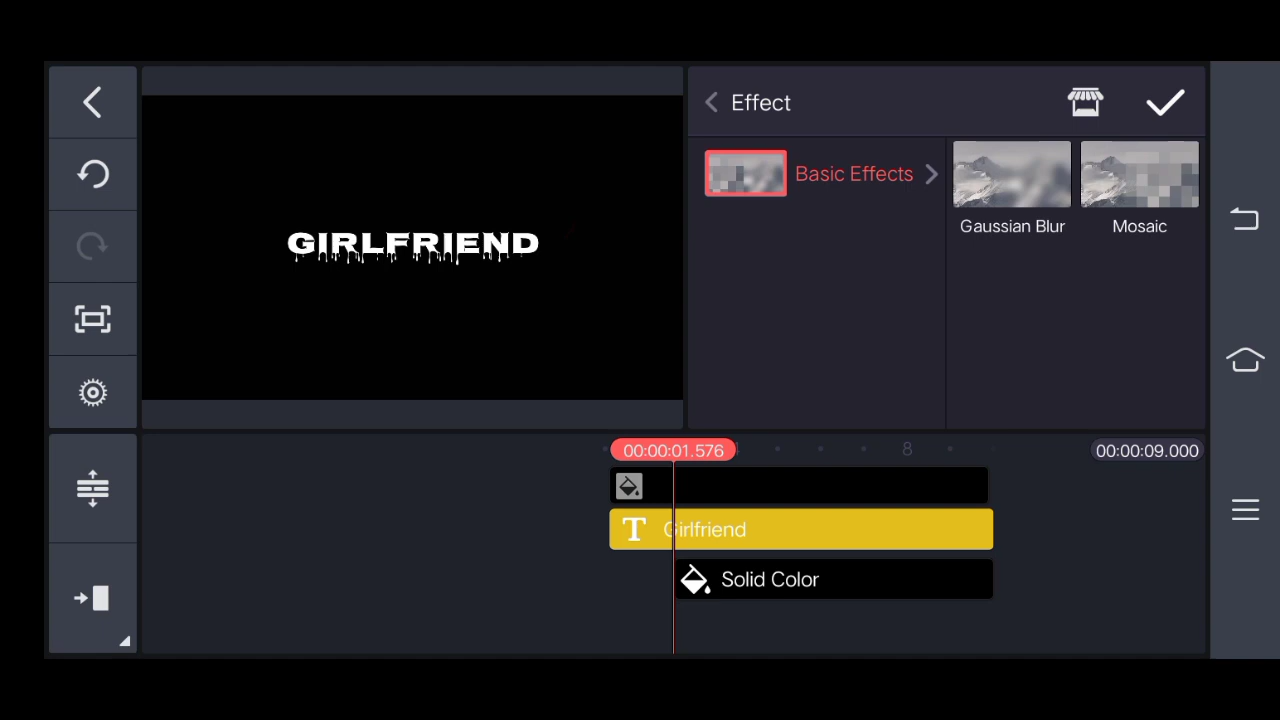 Effect
Basic Effects
Gaussian Blur
Mosaic
GIRLFRIEND
00:00:01.576
8
00:00:09.000
T Girlfriend
Solid Color